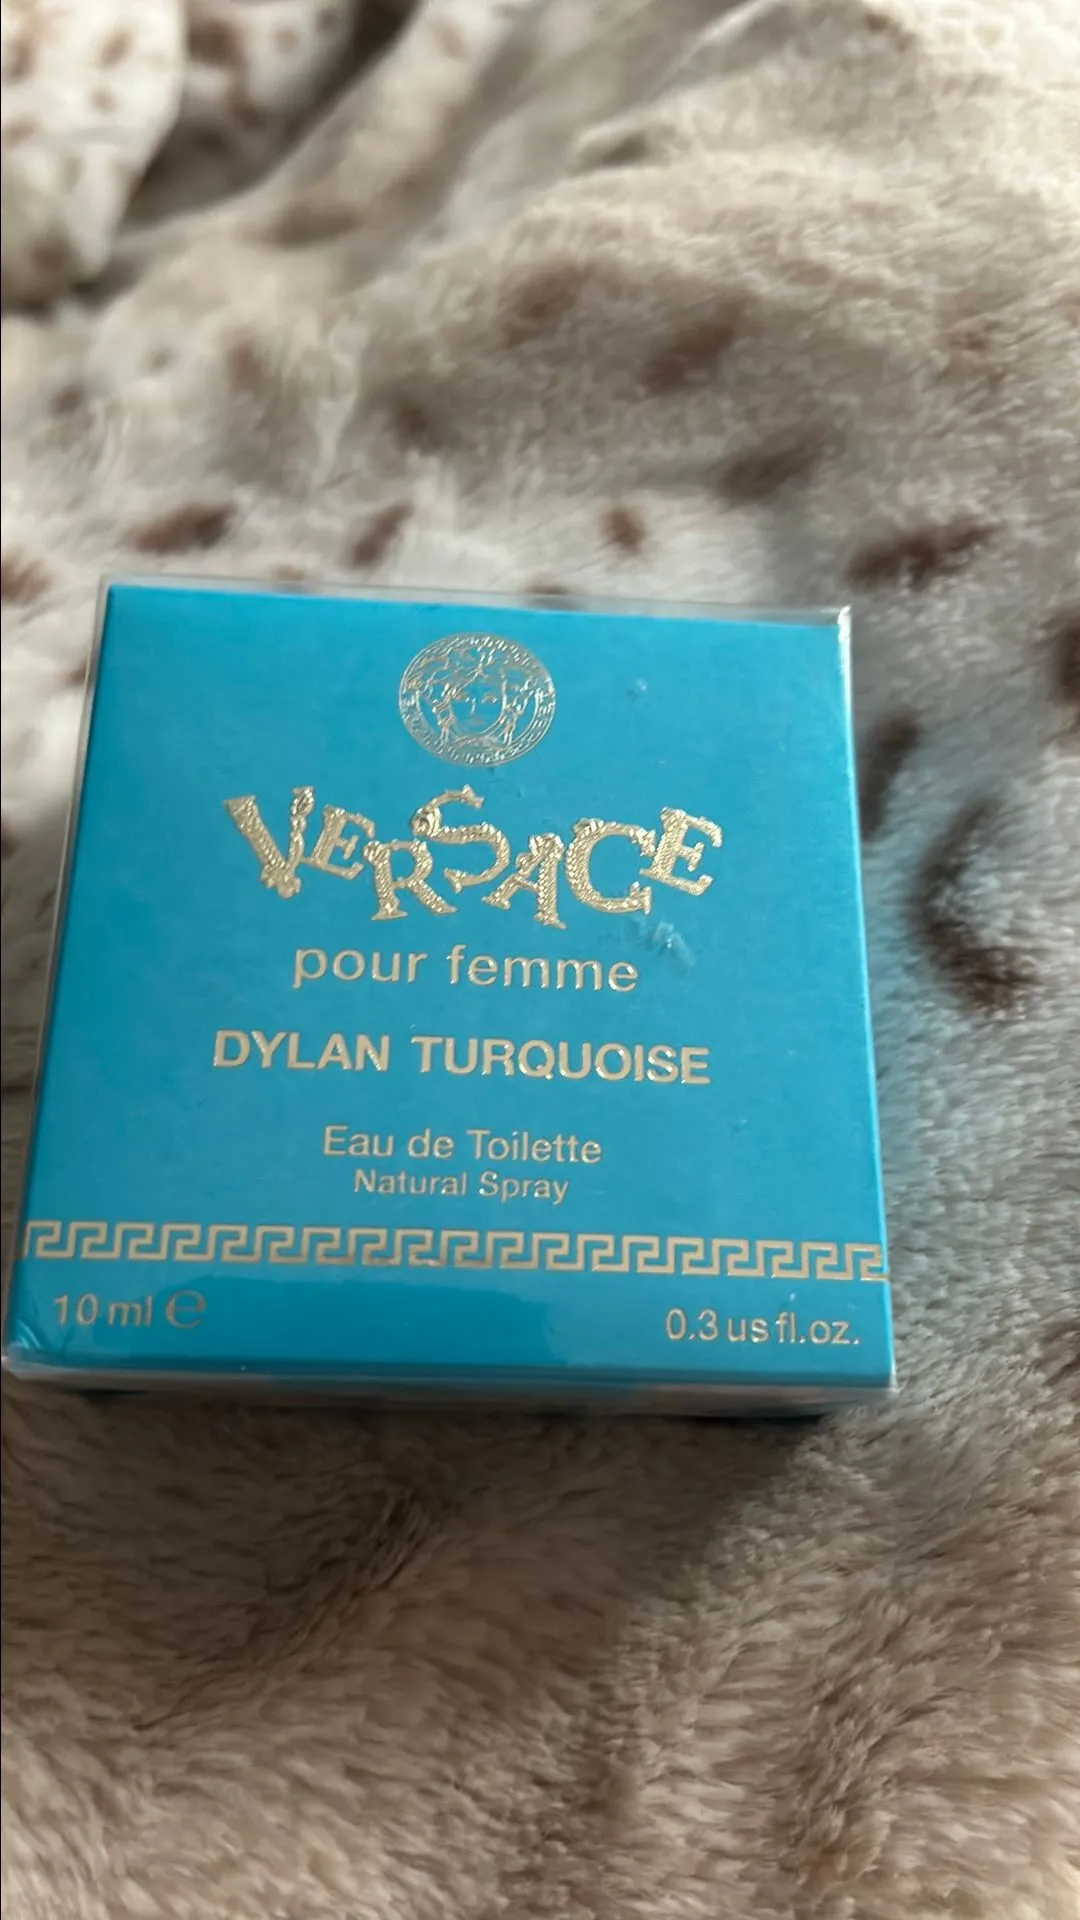 VERSACE
pour femme
DYLAN TURQUOISE
Eau de Toilette
Natural Spray
10 ml ℮
0.3 us fl.oz.